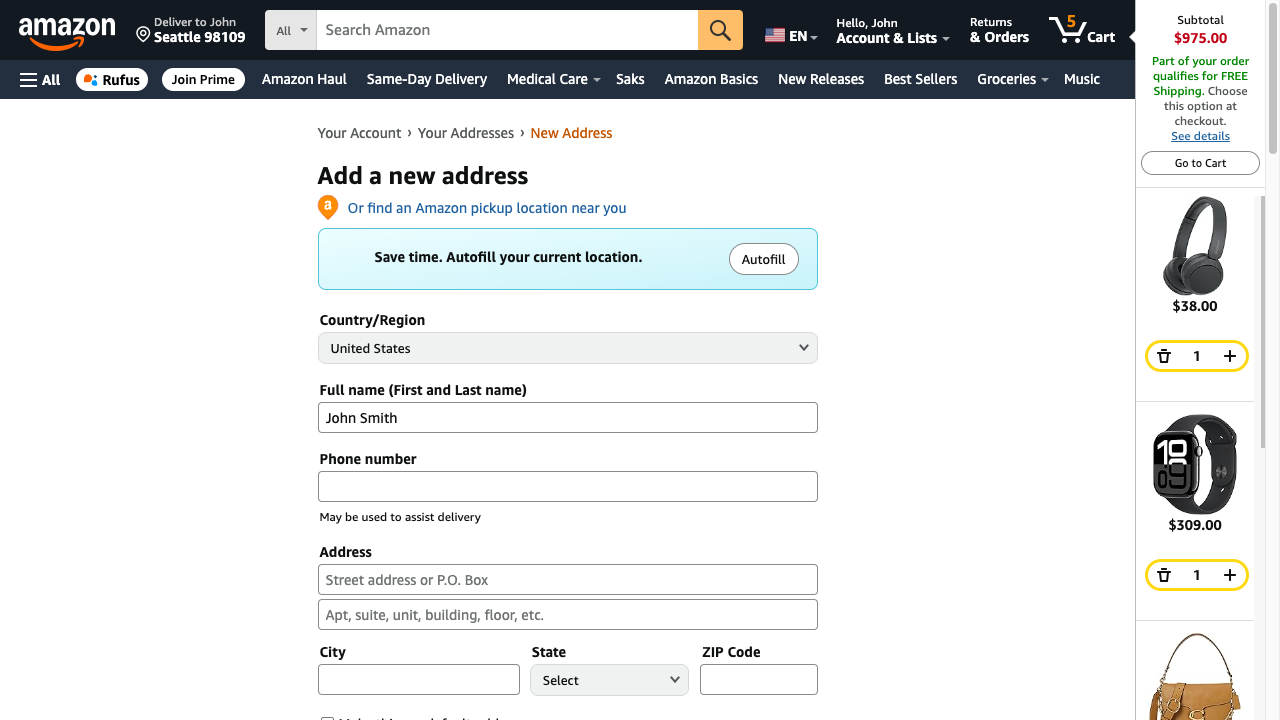 amazon
Deliver to John
Seattle 98109
All
Search Amazon
EN
Hello, John
Account & Lists
Returns
& Orders
5
Cart
All
Rufus
Join Prime
Amazon Haul
Same-Day Delivery
Medical Care
Saks
Amazon Basics
New Releases
Best Sellers
Groceries
Music
Your Account › Your Addresses › New Address
Add a new address
a
Or find an Amazon pickup location near you
Save time. Autofill your current location.
Autofill
Country/Region
United States
Full name (First and Last name)
John Smith
Phone number
May be used to assist delivery
Address
Street address or P.O. Box
Apt, suite, unit, building, floor, etc.
City
State
ZIP Code
Select
Subtotal
$975.00
Part of your order
qualifies for FREE
Shipping. Choose
this option at
checkout.
See details
Go to Cart
$38.00
1
10
09
$309.00
1